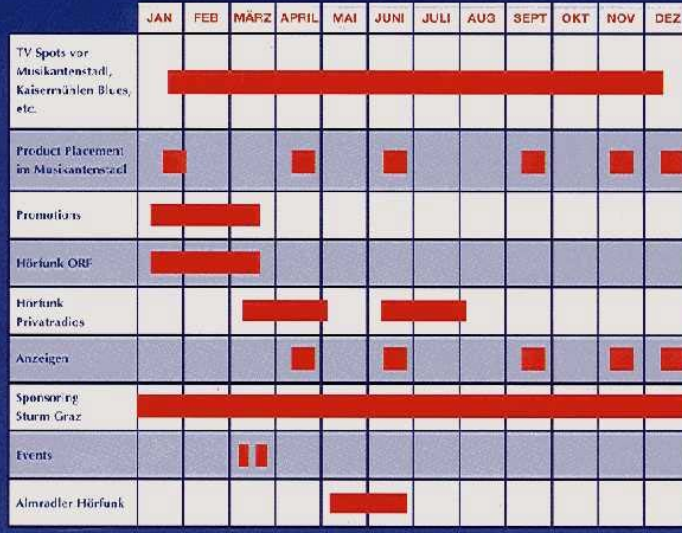 JAN FEB MÄRZ APRIL MAI JUNI JULI AUG SEPT OKT NOV DEZ
TV Spots vor
Musikantenstadl,
Kaisermühlen Blues,
etc.
Product Placement
im Musikantenstadl
Promotions
Hörfunk ORF
Hörfunk
Privatradios
Anzeigen
Sponsoring
Sturm Graz
Events
Almradler Hörfunk